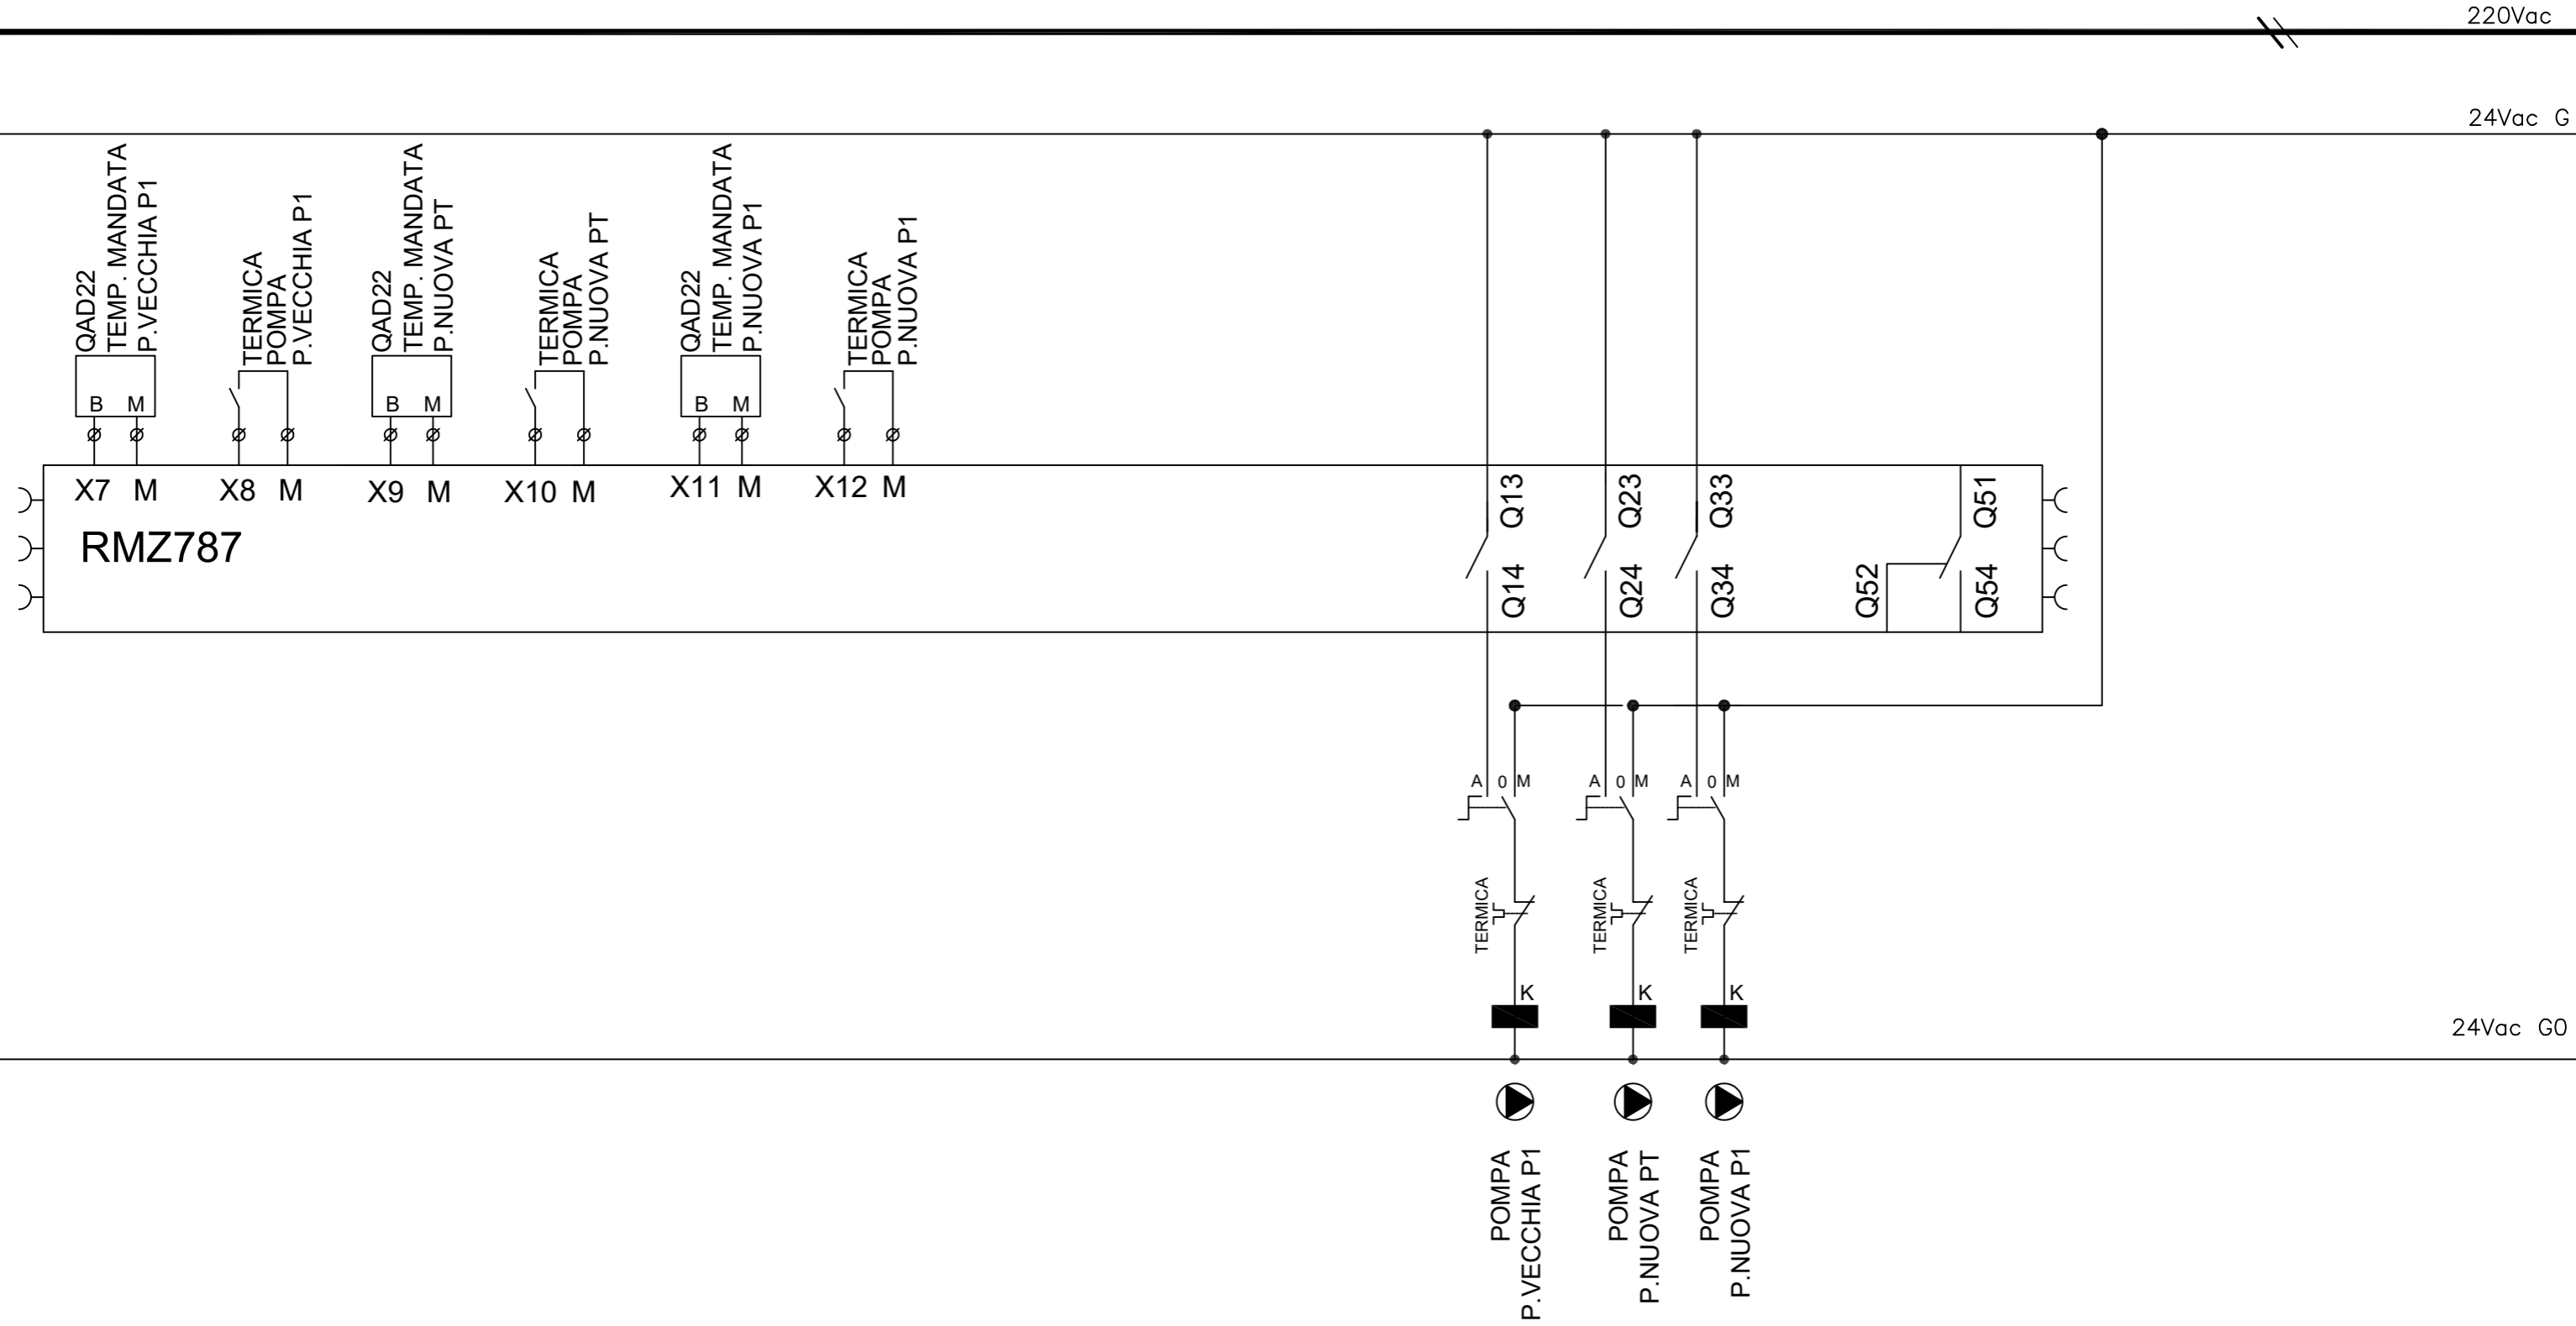 220Vac
24Vac G
QAD22
TEMP. MANDATA
P.VECCHIA P1
TERMICA
POMPA
P.VECCHIA P1
QAD22
TEMP. MANDATA
P.NUOVA PT
TERMICA
POMPA
P.NUOVA PT
QAD22
TEMP. MANDATA
P.NUOVA P1
TERMICA
POMPA
P.NUOVA P1
B M
B M
B M
X7 M X8 M X9 M X10 M X11 M X12 M
RMZ787
Q13
Q14
Q23
Q24
Q33
Q34
Q51
Q52
Q54
A 0 M
A 0 M
A 0 M
TERMICA
TERMICA
TERMICA
K
K
K
24Vac G0
POMPA
P.VECCHIA P1
POMPA
P.NUOVA PT
POMPA
P.NUOVA P1